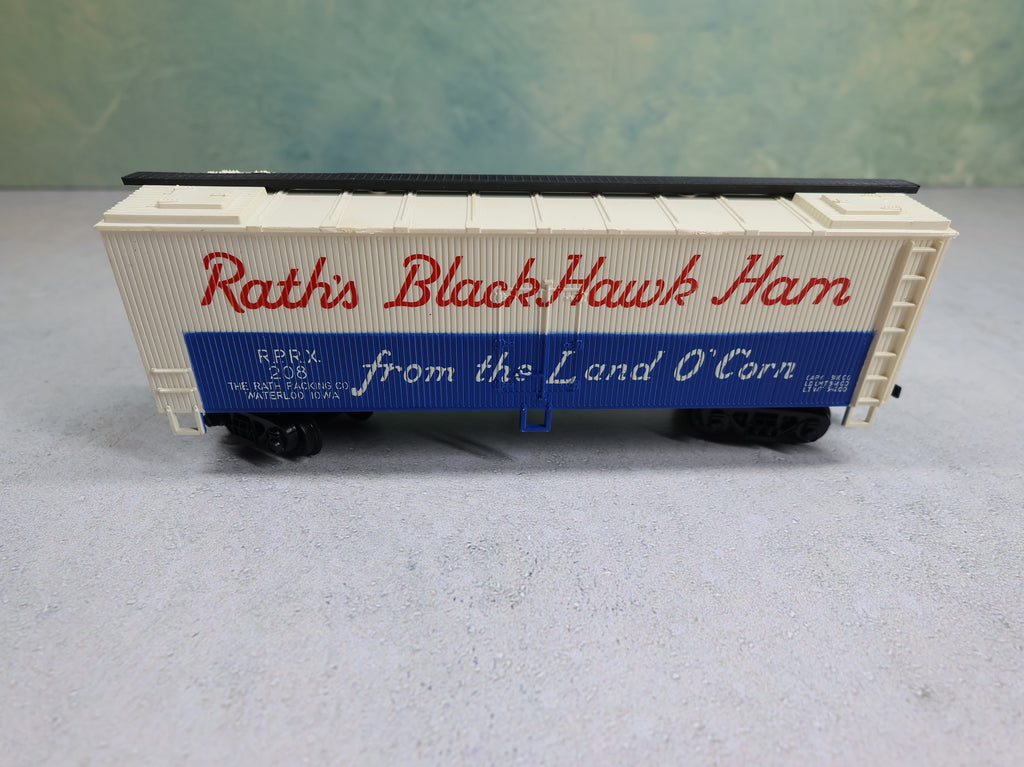 Rath's BlackHawk Ham
from the Land O'Corn
R.P.R.X.
208
THE RATH PACKING CO
WATERLOO IOWA